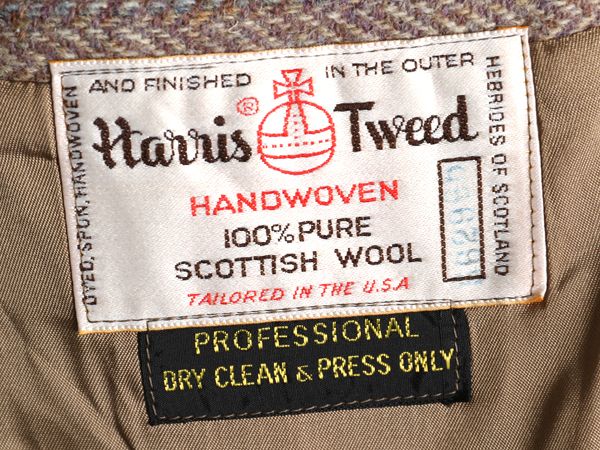 DYED, SPUN, HANDWOVEN
AND FINISHED
IN THE OUTER
HEBRIDES OF SCOTLAND
Harris® Tweed
HANDWOVEN
100% PURE
SCOTTISH WOOL
TAILORED IN THE U.S.A
PROFESSIONAL
DRY CLEAN & PRESS ONLY